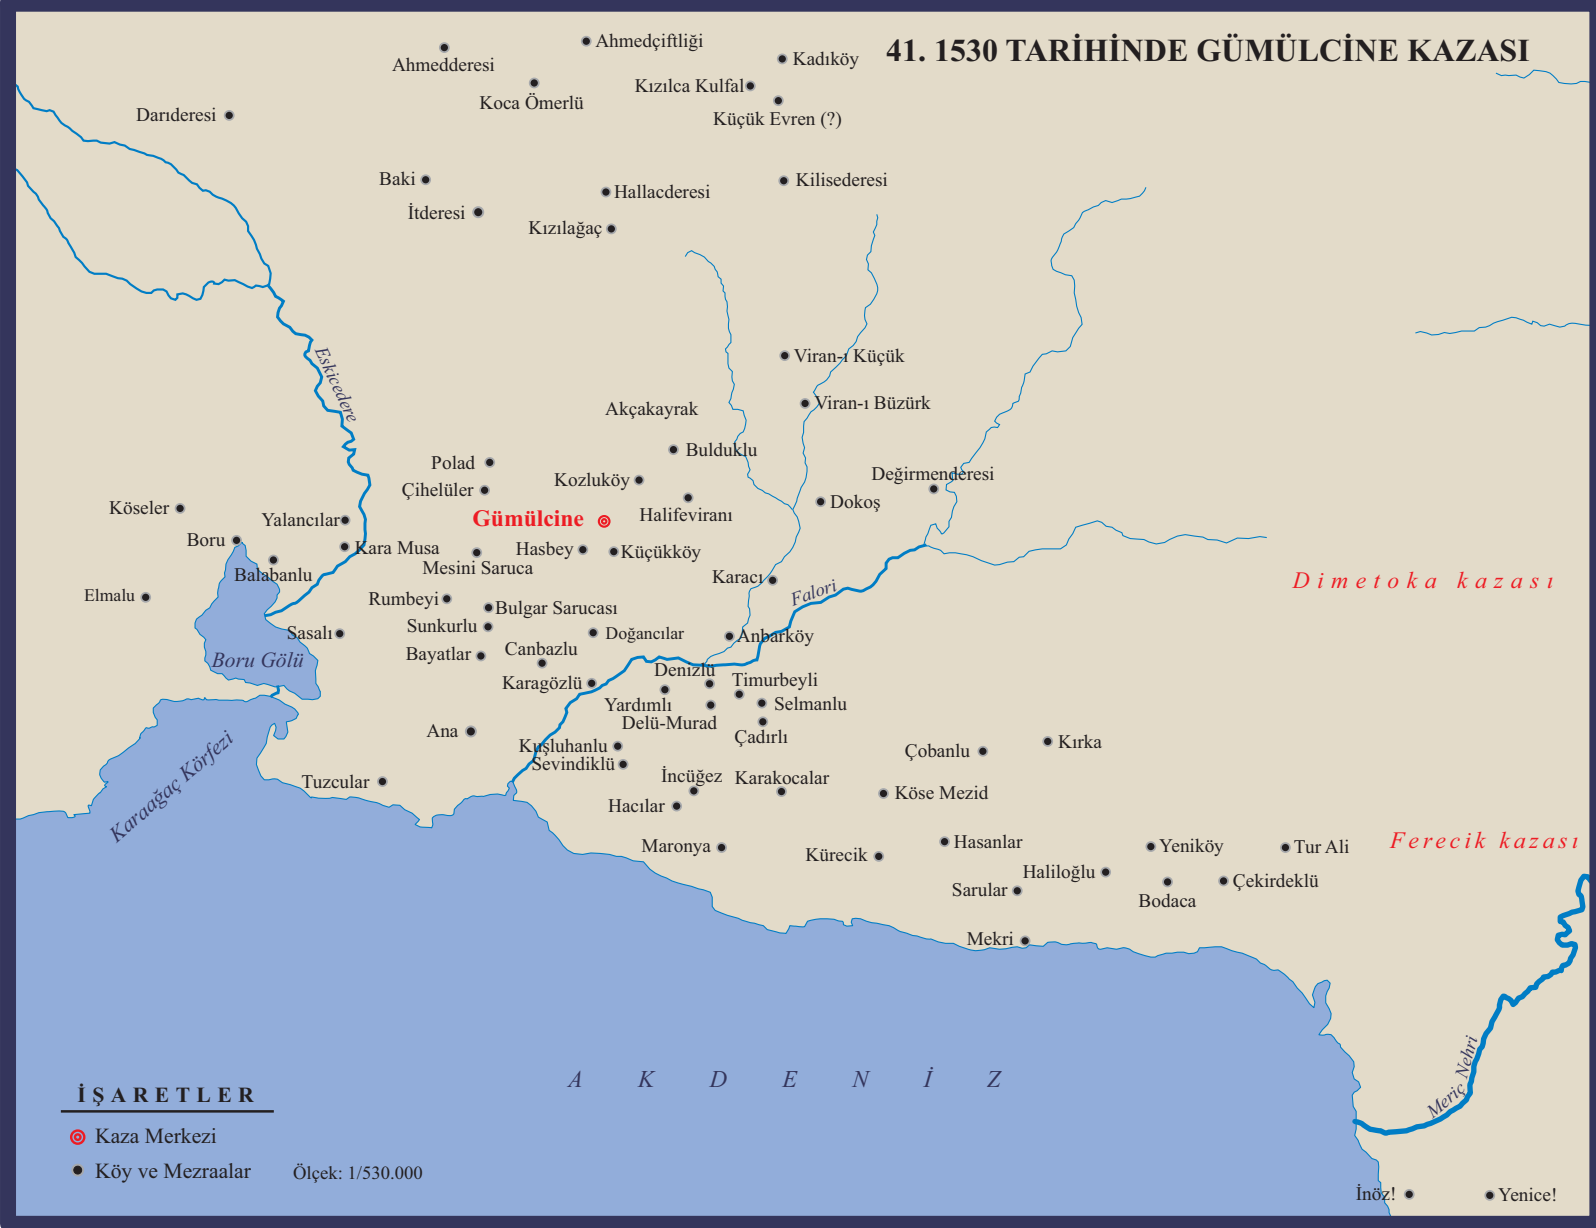 41. 1530 TARİHİNDE GÜMÜLCİNE KAZASI
Ahmedçiftliği
Ahmedderesi
Kadıköy
Kızılca Kulfal
Koca Ömerlü
Küçük Evren (?)
Darıderesi
Baki
Kilisederesi
Hallacderesi
İtderesi
Kızılağaç
Eskicedere
Viran-ı Küçük
Viran-ı Büzürk
Akçakayrak
Bulduklu
Polad
Değirmenderesi
Kozluköy
Çihelüler
Dokoş
Köseler
Halifeviranı
Gümülcine
Yalancılar
Boru
Kara Musa
Hasbey
Küçükköy
Mesini Saruca
Balabanlu
Karacı
Dimetoka kazası
Elmalu
Falori
Rumbeyi
Bulgar Sarucası
Sunkurlu
Sasalı
Doğancılar
Anbarköy
Canbazlu
Bayatlar
Boru Gölü
Denizlü
Timurbeyli
Karagözlü
Yardımlı
Selmanlu
Delü-Murad
Ana
Çadırlı
Kuşluhanlu
Çobanlu
Kırka
Sevindiklü
Karaağaç Körfezi
Tuzcular
İncüğez
Karakocalar
Köse Mezid
Hacılar
Maronya
Hasanlar
Yeniköy
Tur Ali
Ferecik kazası
Kürecik
Haliloğlu
Sarular
Çekirdeklü
Bodaca
Mekri
Meriç Nehri
AKDENİZ
İŞARETLER
Kaza Merkezi
Köy ve Mezraalar
Ölçek: 1/530.000
İnöz!
Yenice!